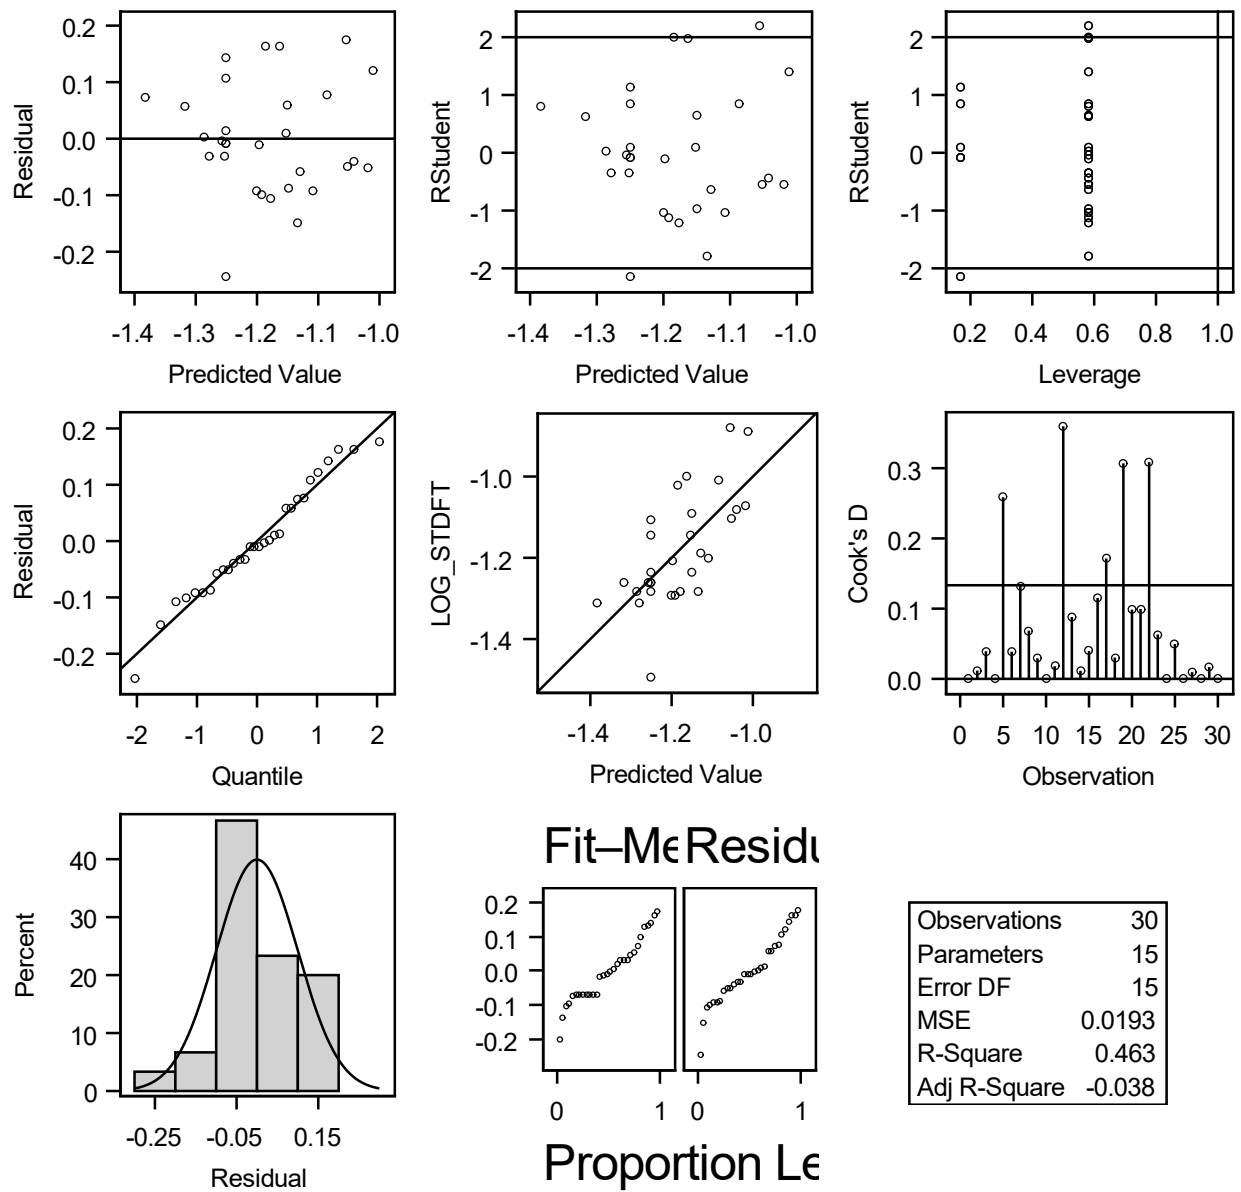 0.2
0.1
0.0
-0.1
-0.2
Residual
-1.4 -1.3 -1.2 -1.1 -1.0
Predicted Value
2
1
0
-1
-2
RStudent
-1.4 -1.3 -1.2 -1.1 -1.0
Predicted Value
2
1
0
-1
-2
RStudent
0.2 0.4 0.6 0.8 1.0
Leverage
0.2
0.1
0.0
-0.1
-0.2
Residual
-2 -1 0 1 2
Quantile
-1.0
-1.2
-1.4
LOG_STDFT
-1.4 -1.2 -1.0
Predicted Value
0.3
0.2
0.1
0.0
Cook's D
0 5 10 15 20 25 30
Observation
40
30
20
10
0
Percent
-0.25 -0.05 0.15
Residual
Fit–Me Residu
0.2
0.1
0.0
-0.1
-0.2
0 1 0 1
Proportion Le
Observations 30
Parameters 15
Error DF 15
MSE 0.0193
R-Square 0.463
Adj R-Square -0.038